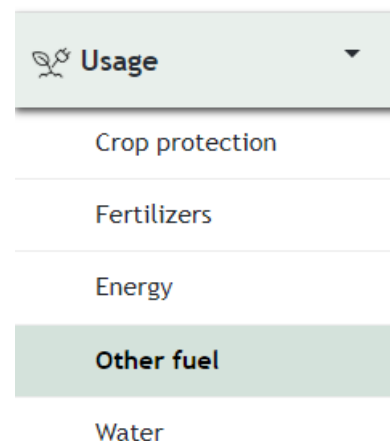 Usage
Crop protection
Fertilizers
Energy
Other fuel
Water